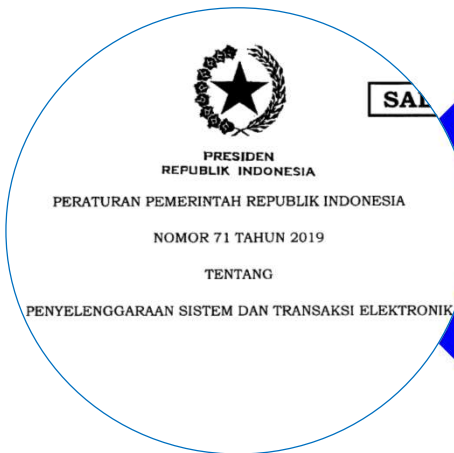 PRESIDEN
REPUBLIK INDONESIA
PERATURAN PEMERINTAH REPUBLIK INDONESIA
NOMOR 71 TAHUN 2019
TENTANG
PENYELENGGARAAN SISTEM DAN TRANSAKSI ELEKTRONIK